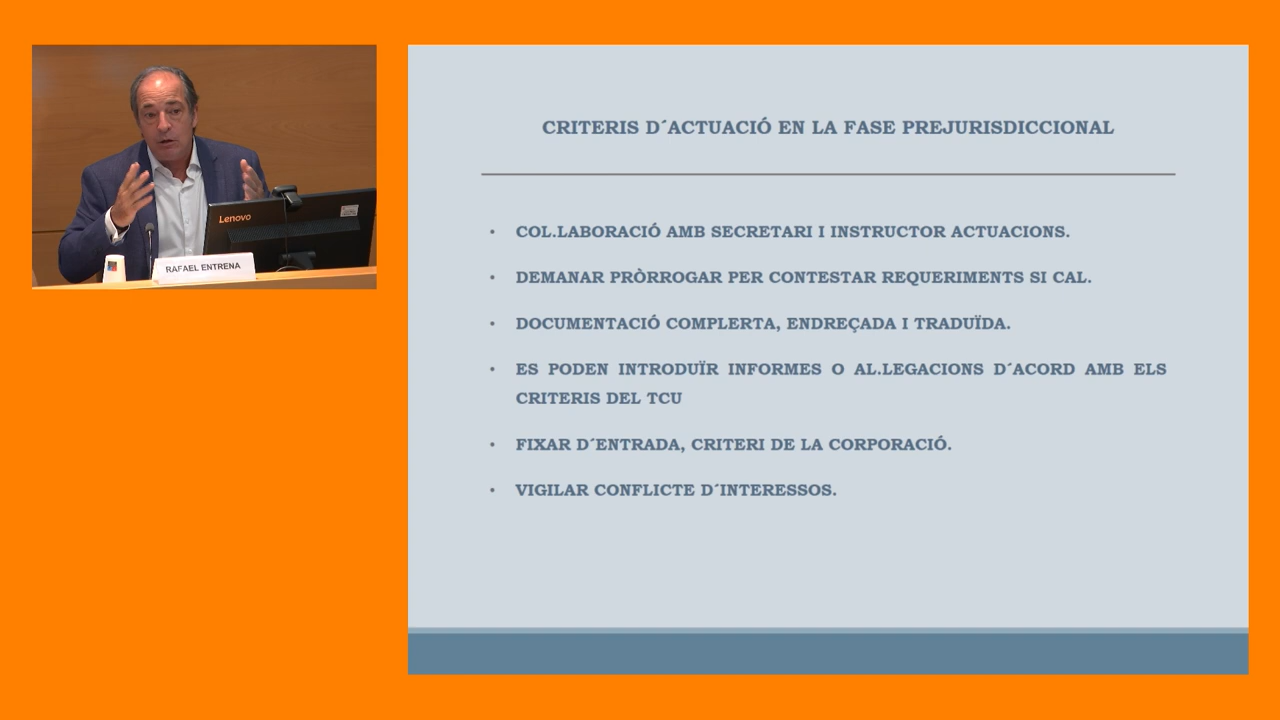 Lenovo
RAFAEL ENTRENA
CRITERIS D´ACTUACIÓ EN LA FASE PREJURISDICCIONAL
• COL.LABORACIÓ AMB SECRETARI I INSTRUCTOR ACTUACIONS.
• DEMANAR PRÒRROGAR PER CONTESTAR REQUERIMENTS SI CAL.
• DOCUMENTACIÓ COMPLERTA, ENDREÇADA I TRADUÏDA.
• ES PODEN INTRODUÏR INFORMES O AL.LEGACIONS D´ACORD AMB ELS
CRITERIS DEL TCU
• FIXAR D´ENTRADA, CRITERI DE LA CORPORACIÓ.
• VIGILAR CONFLICTE D´INTERESSOS.